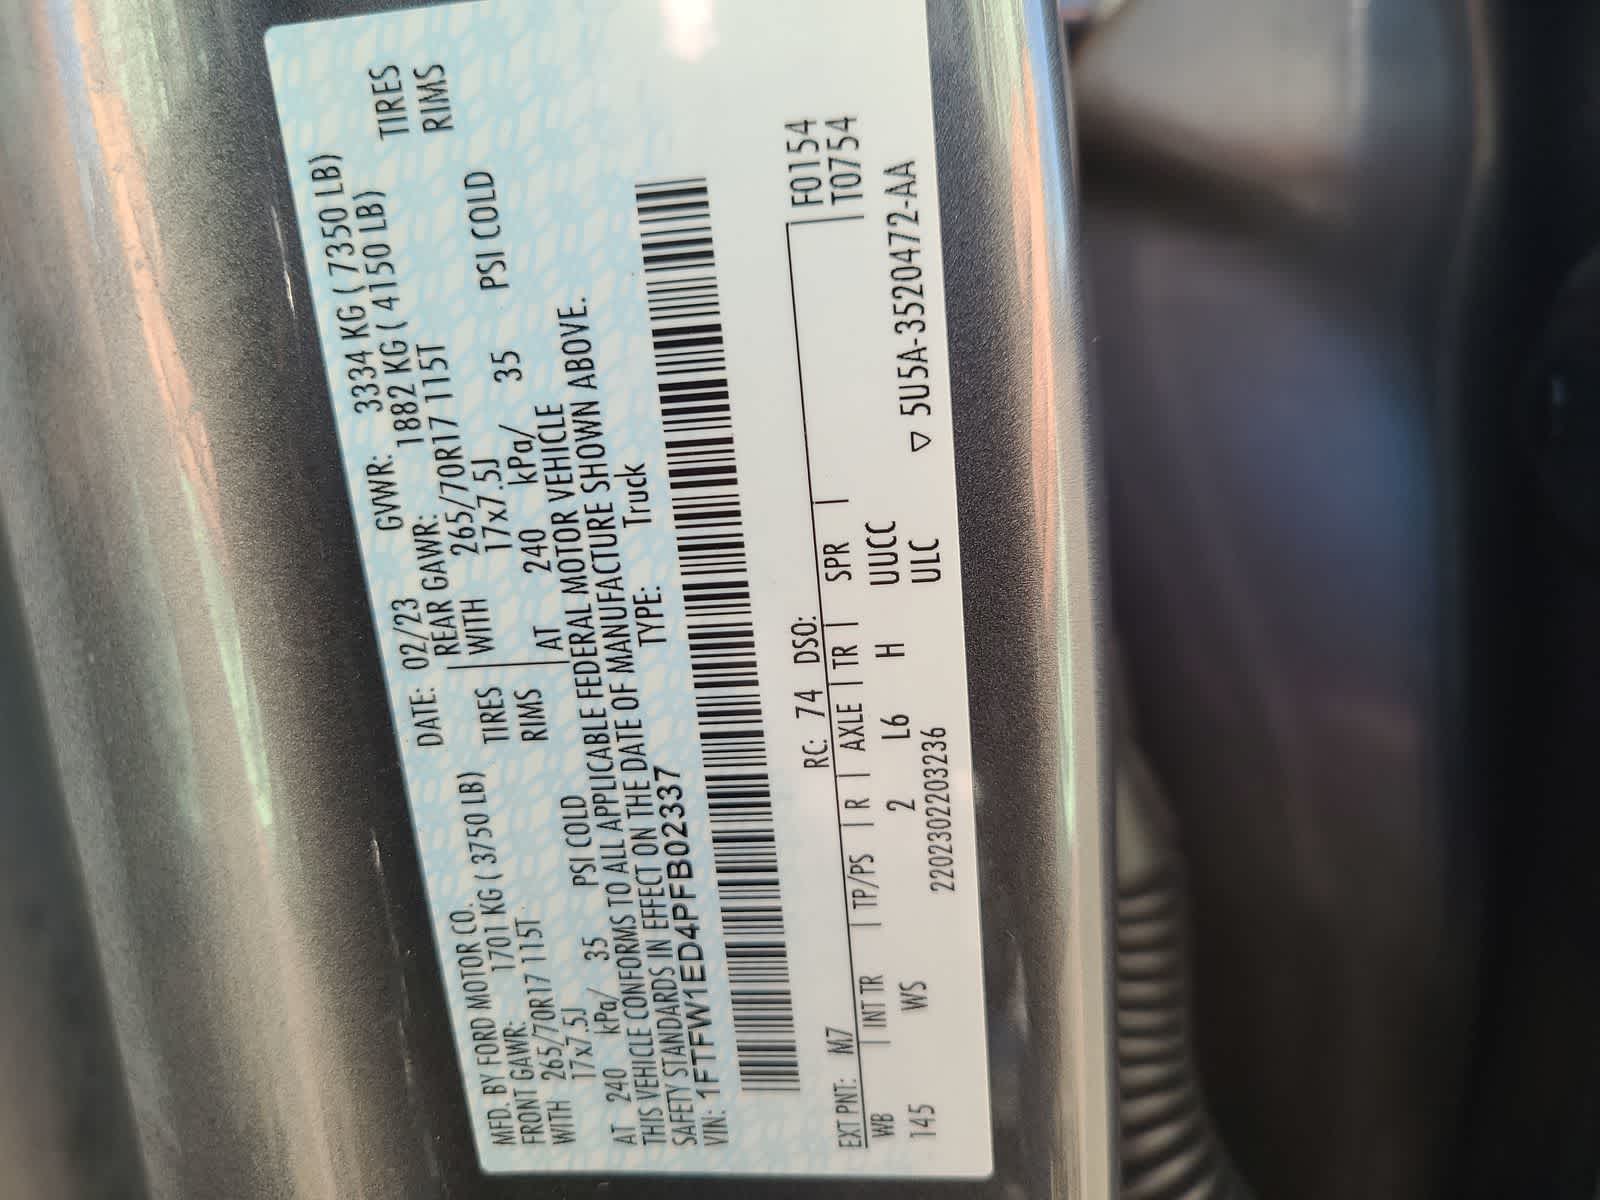 MFD. BY FORD MOTOR CO. DATE: 02/23 GVWR: 3334 KG ( 7350 LB)
FRONT GAWR: 1701 KG ( 3750 LB) REAR GAWR: 1882 KG ( 4150 LB)
WITH 265/70R17 115T TIRES WITH 265/70R17 115T TIRES
17x7.5J RIMS 17x7.5J RIMS
AT 240 kPa/ 35 PSI COLD AT 240 kPa/ 35 PSI COLD
THIS VEHICLE CONFORMS TO ALL APPLICABLE FEDERAL MOTOR VEHICLE
SAFETY STANDARDS IN EFFECT ON THE DATE OF MANUFACTURE SHOWN ABOVE.
VIN: 1FTFW1ED4PFB02337 TYPE: Truck
EXT PNT: M7 RC: 74 DSO: F0154
WB INT TR TP/PS R AXLE TR SPR T0754
145 WS 2 L6 H UUCC
2202302203236 ULC ▽ 5U5A-3520472-AA